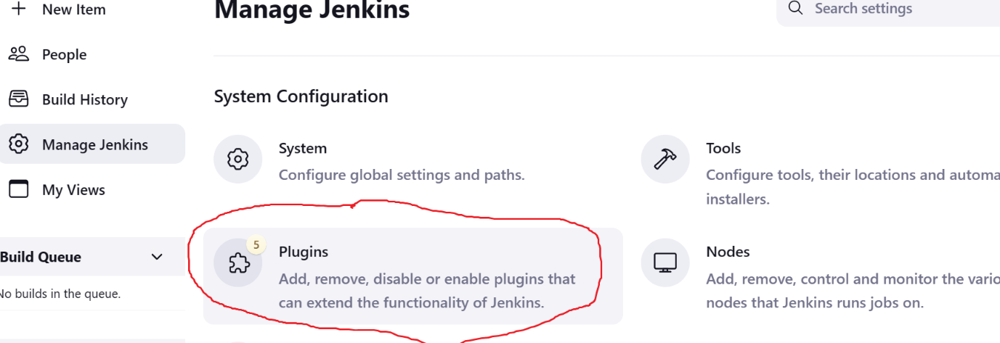 New Item
People
Build History
Manage Jenkins
My Views
Build Queue
No builds in the queue.
Manage Jenkins
Search settings
System Configuration
System
Configure global settings and paths.
Tools
Configure tools, their locations and automa
installers.
5
Plugins
Add, remove, disable or enable plugins that
can extend the functionality of Jenkins.
Nodes
Add, remove, control and monitor the vario
nodes that Jenkins runs jobs on.